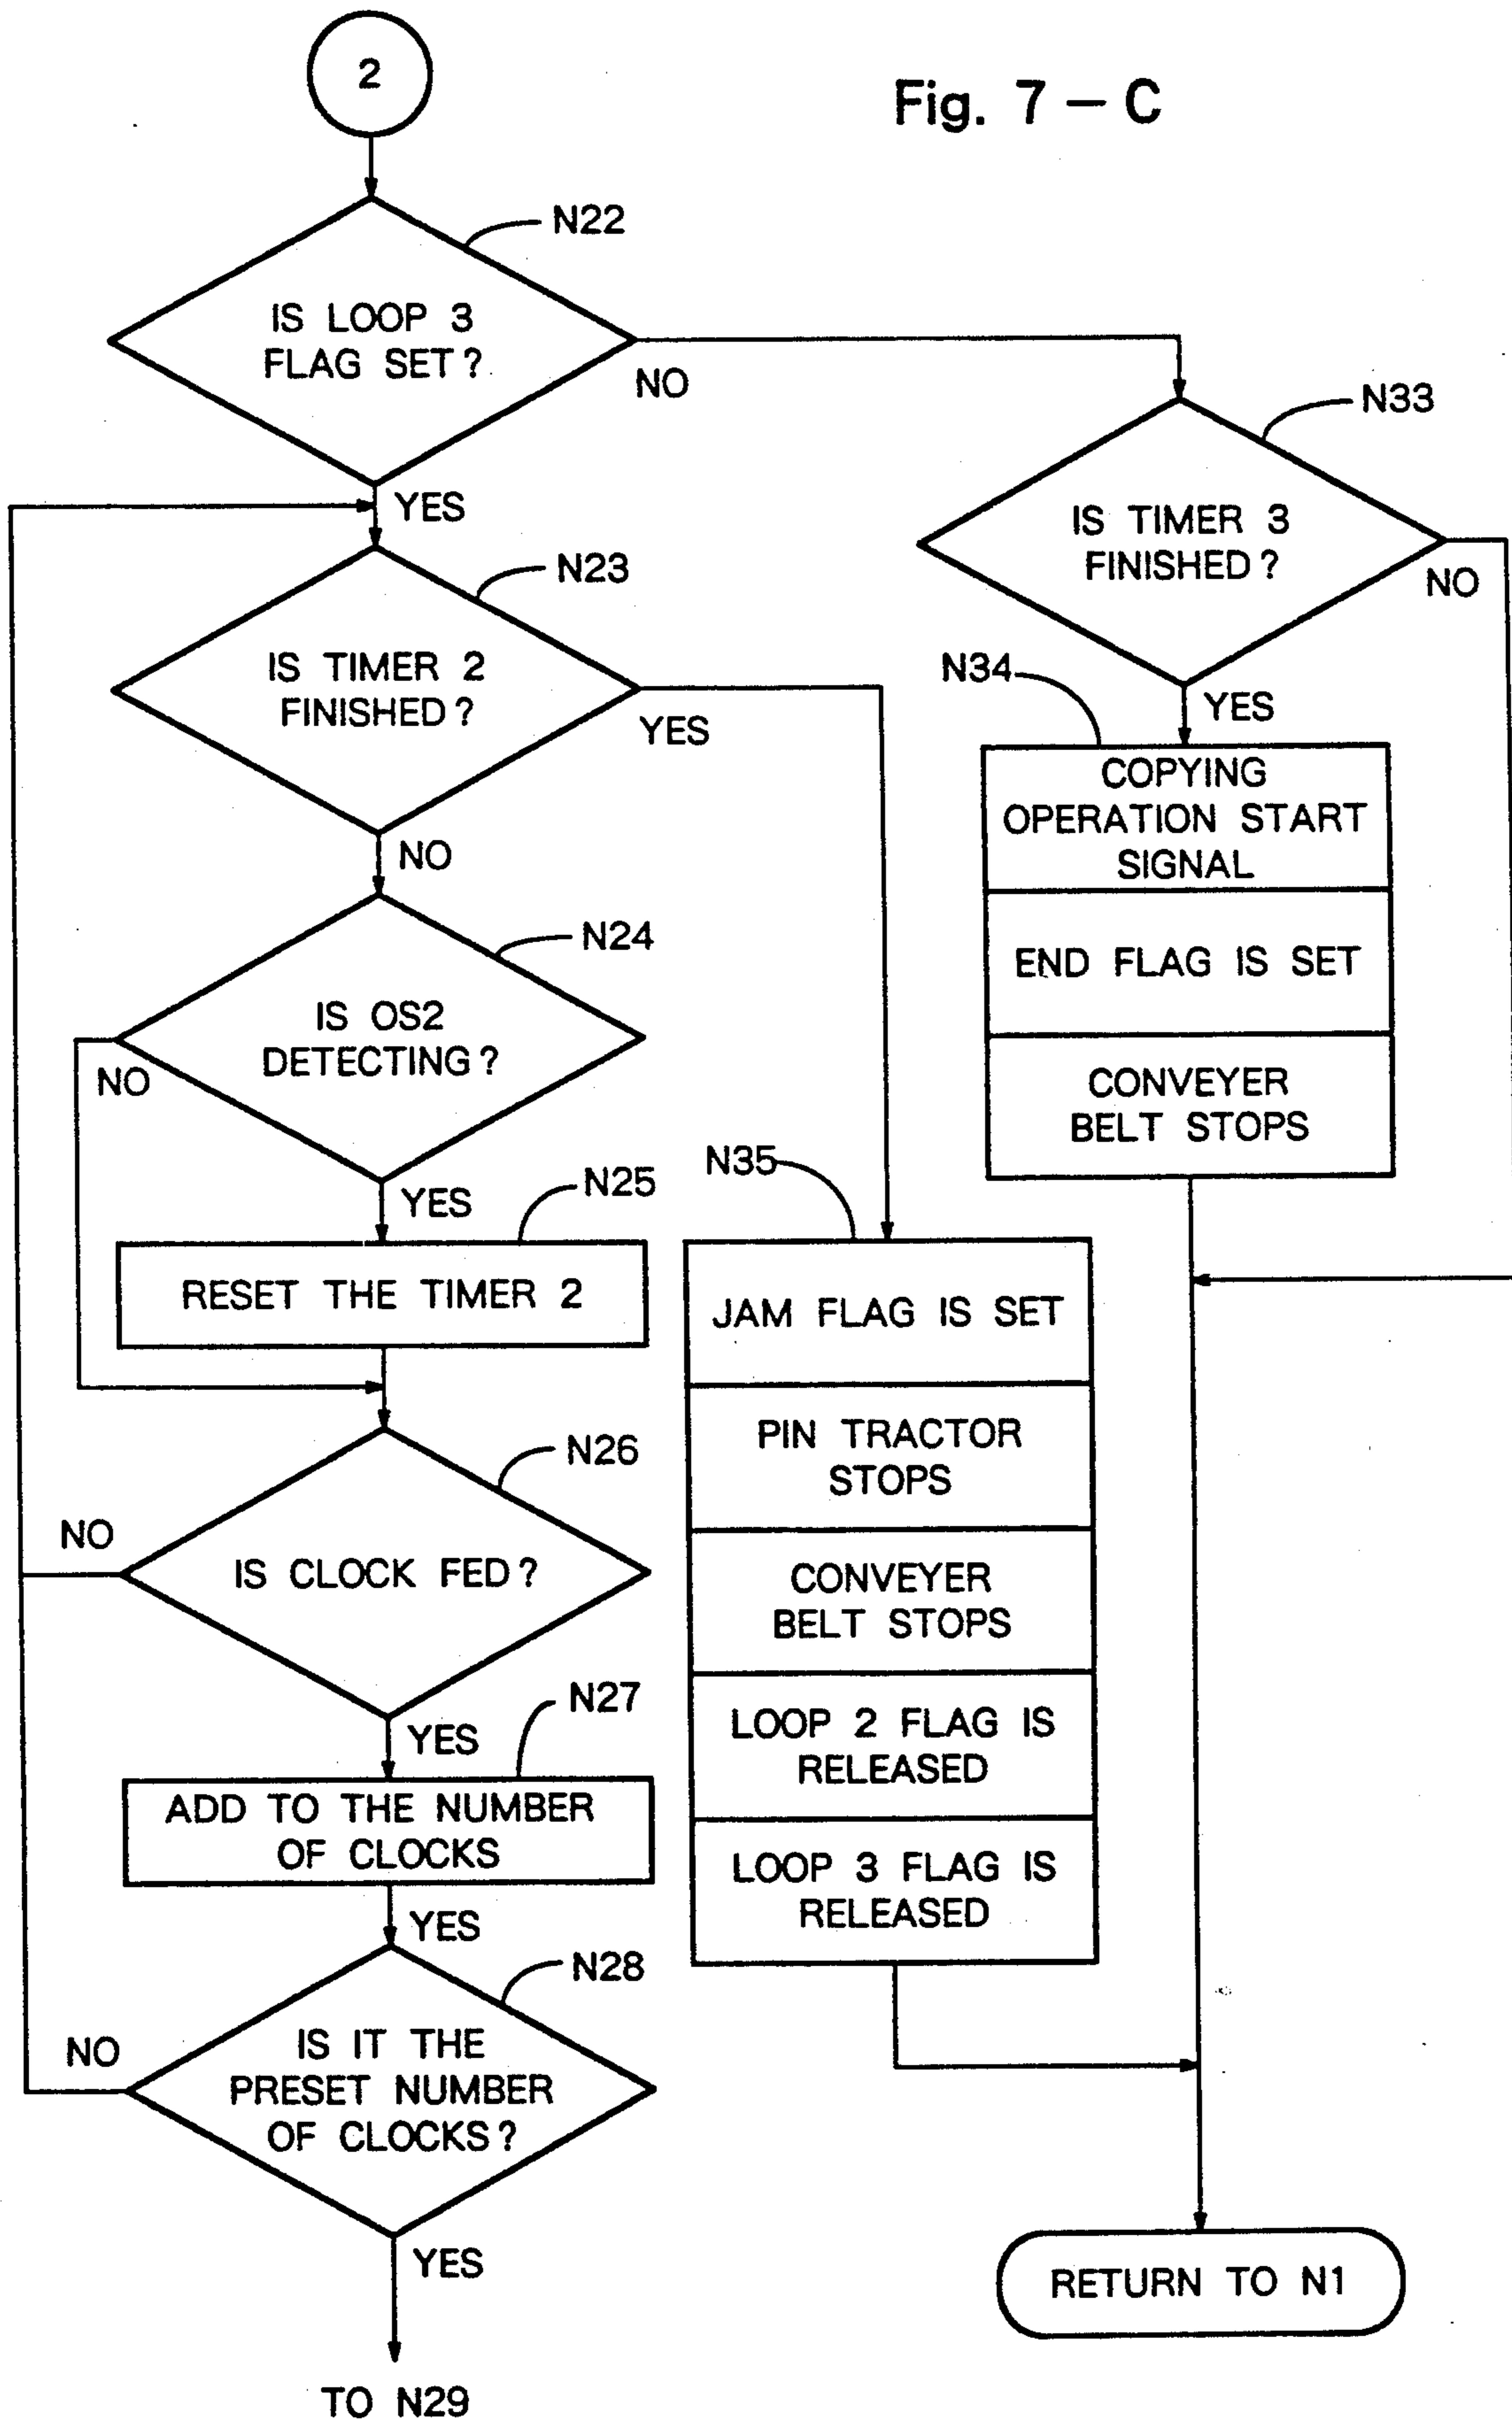 2
Fig. 7 – C
N22
IS LOOP 3
FLAG SET?
NO
YES
N33
IS TIMER 3
FINISHED?
NO
YES
N23
IS TIMER 2
FINISHED?
YES
NO
N34
COPYING
OPERATION START
SIGNAL
END FLAG IS SET
CONVEYER
BELT STOPS
N24
IS OS2
DETECTING?
NO
YES
N25
RESET THE TIMER 2
N35
JAM FLAG IS SET
PIN TRACTOR
STOPS
CONVEYER
BELT STOPS
LOOP 2 FLAG IS
RELEASED
LOOP 3 FLAG IS
RELEASED
N26
IS CLOCK FED?
NO
YES
N27
ADD TO THE NUMBER
OF CLOCKS
YES
N28
IS IT THE
PRESET NUMBER
OF CLOCKS?
NO
YES
TO N29
RETURN TO N1